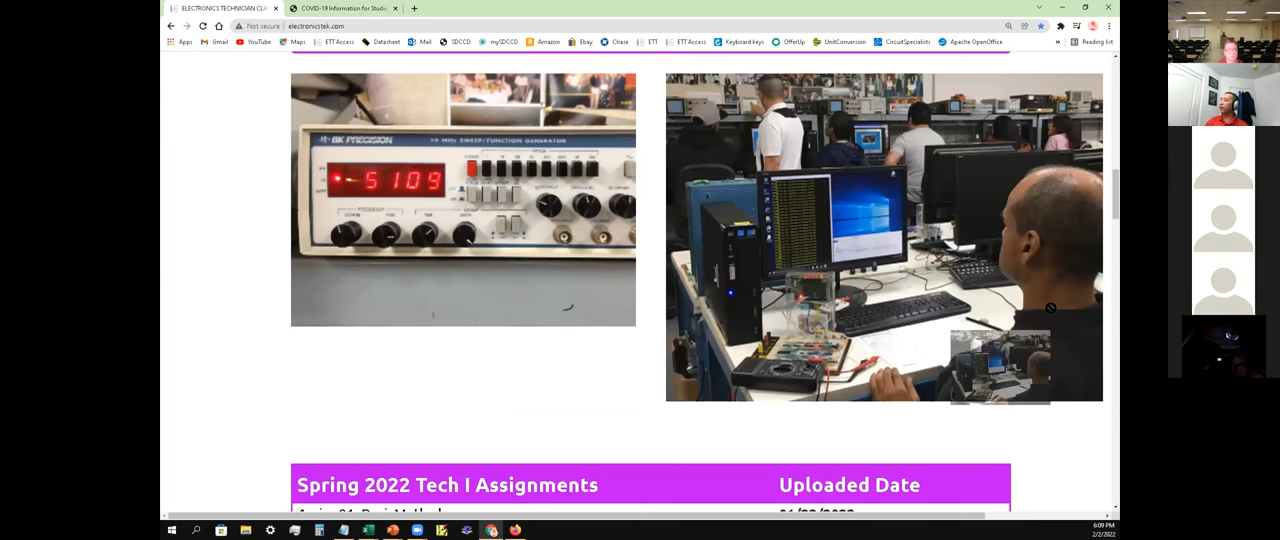 ELECTRONICS TECHNICIAN CLA
COVID-19 Information for Stude
Not secure | electronicstek.com
Apps Gmail YouTube Maps ETT Access Datasheet Mail SDCCD mySDCCD Amazon Ebay Chase ETT ETT Access Keyboard keys OfferUp UnitConversion CircuitSpecialists Apache OpenOffice » Reading list
BK PRECISION 10 MHz SWEEP/FUNCTION GENERATOR
5109
Spring 2022 Tech I Assignments Uploaded Date
6:09 PM
2/2/2022